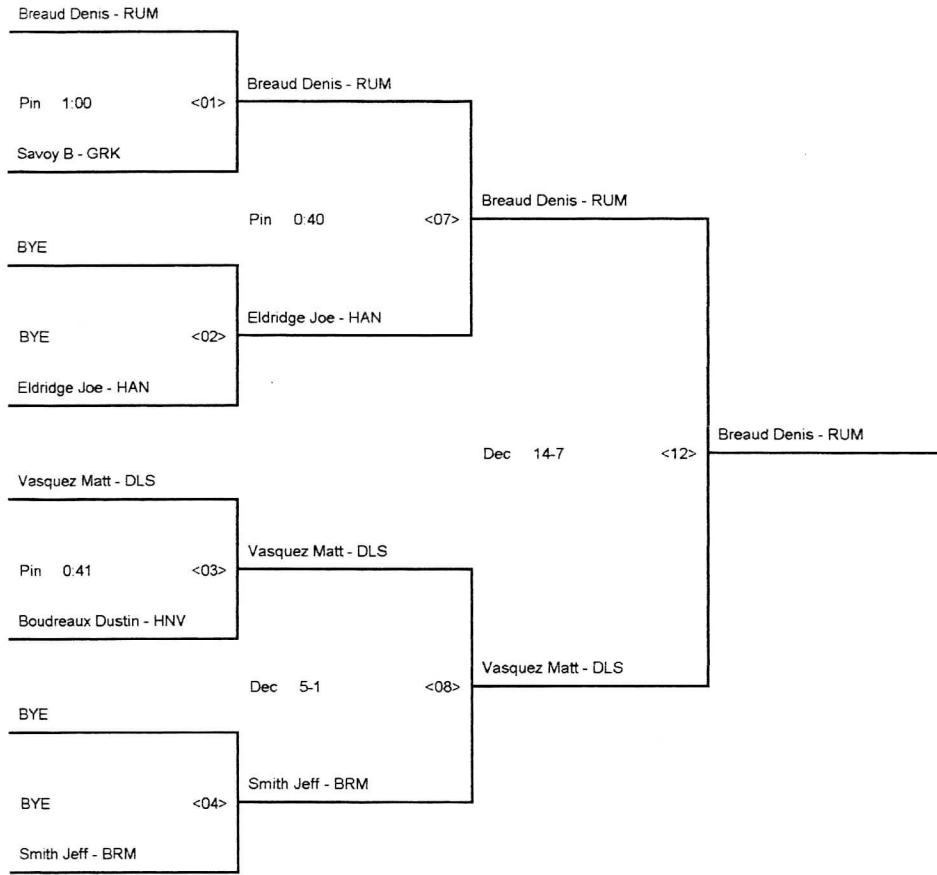 Breaud Denis - RUM
Breaud Denis - RUM
Pin 1:00 <01>
Savoy B - GRK
Breaud Denis - RUM
Pin 0:40 <07>
BYE
Eldridge Joe - HAN
BYE <02>
Eldridge Joe - HAN
Breaud Denis - RUM
Dec 14-7 <12>
Vasquez Matt - DLS
Vasquez Matt - DLS
Pin 0:41 <03>
Boudreaux Dustin - HNV
Vasquez Matt - DLS
Dec 5-1 <08>
BYE
Smith Jeff - BRM
BYE <04>
Smith Jeff - BRM